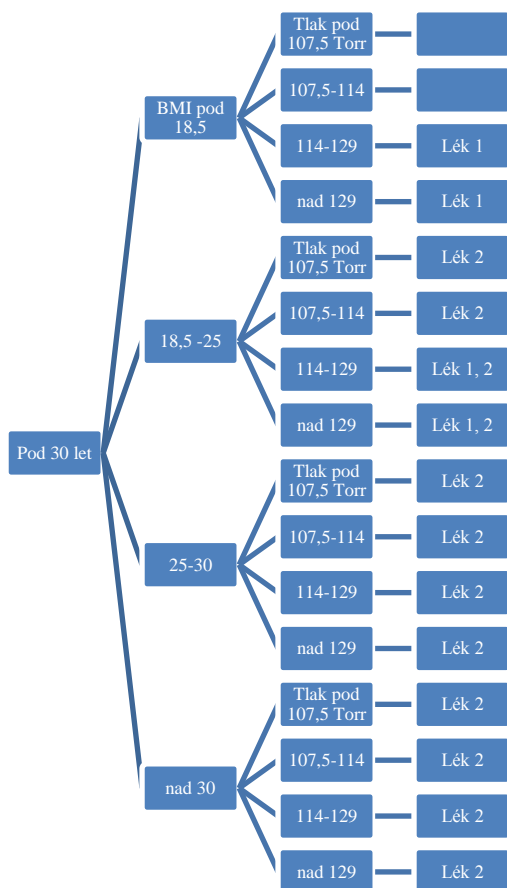 Pod 30 let
BMI pod
18,5
Tlak pod
107,5 Torr
107,5-114
114-129
Lék 1
nad 129
Lék 1
18,5 -25
Tlak pod
107,5 Torr
Lék 2
107,5-114
Lék 2
114-129
Lék 1, 2
nad 129
Lék 1, 2
25-30
Tlak pod
107,5 Torr
Lék 2
107,5-114
Lék 2
114-129
Lék 2
nad 129
Lék 2
nad 30
Tlak pod
107,5 Torr
Lék 2
107,5-114
Lék 2
114-129
Lék 2
nad 129
Lék 2